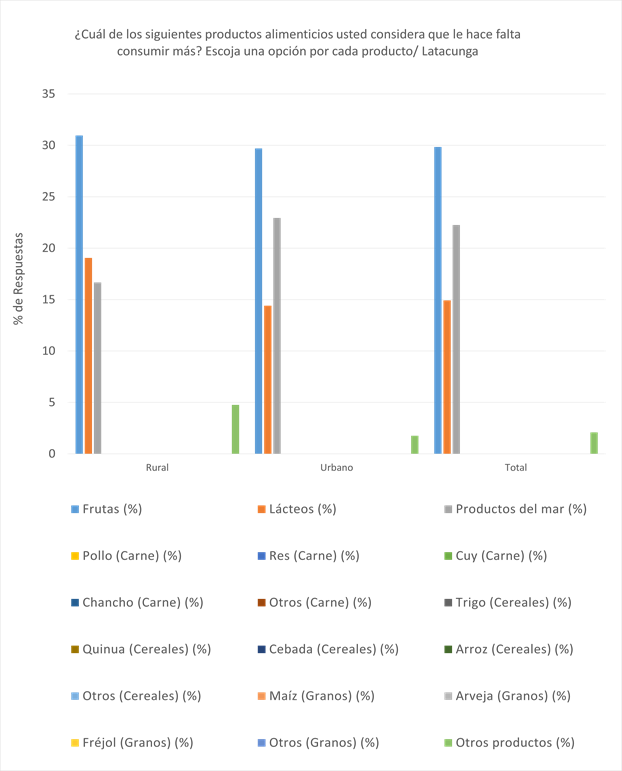 ¿Cuál de los siguientes productos alimenticios usted considera que le hace falta
consumir más? Escoja una opción por cada producto/ Latacunga
35
30
25
20
15
10
5
0
% de Respuestas
Rural Urbano Total
Frutas (%) Lácteos (%) Productos del mar (%)
Pollo (Carne) (%) Res (Carne) (%) Cuy (Carne) (%)
Chancho (Carne) (%) Otros (Carne) (%) Trigo (Cereales) (%)
Quinua (Cereales) (%) Cebada (Cereales) (%) Arroz (Cereales) (%)
Otros (Cereales) (%) Maíz (Granos) (%) Arveja (Granos) (%)
Fréjol (Granos) (%) Otros (Granos) (%) Otros productos (%)